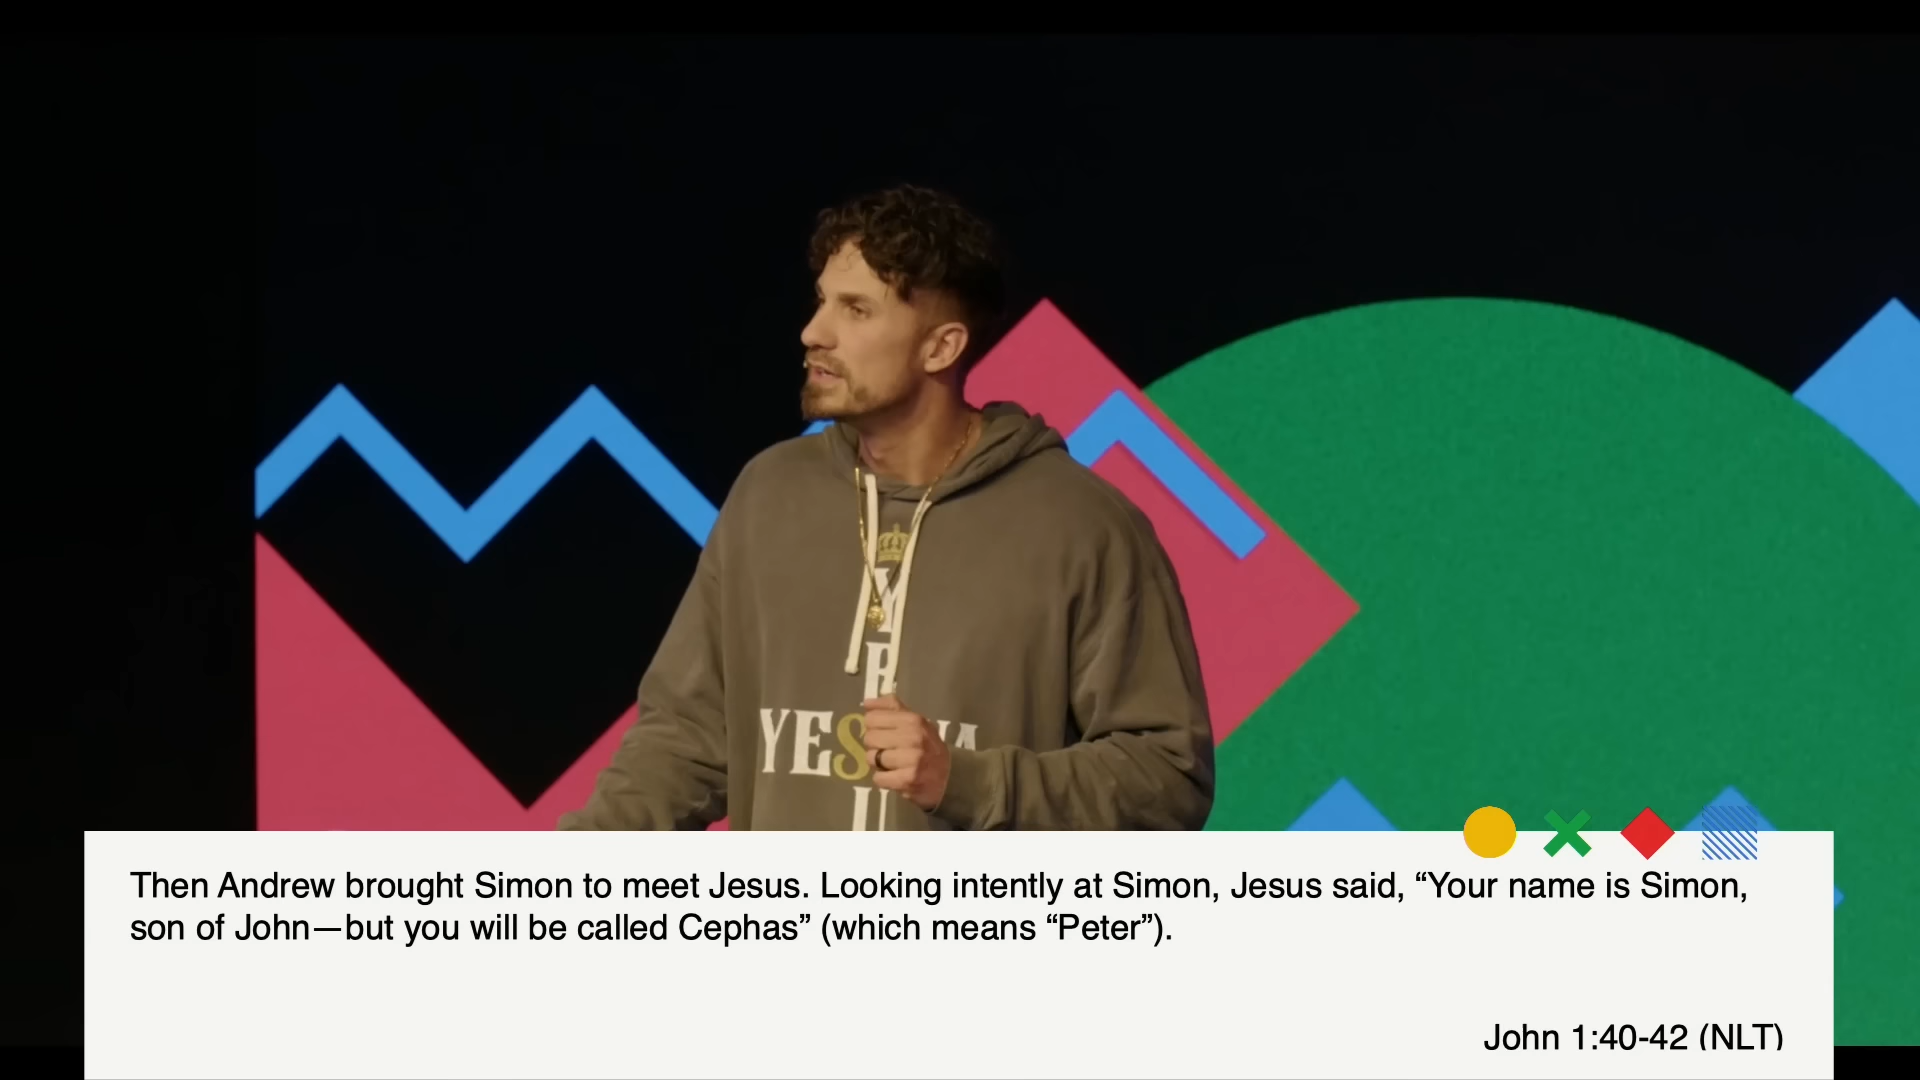 YES
Then Andrew brought Simon to meet Jesus. Looking intently at Simon, Jesus said, “Your name is Simon,
son of John—but you will be called Cephas” (which means “Peter”).
John 1:40-42 (NLT)